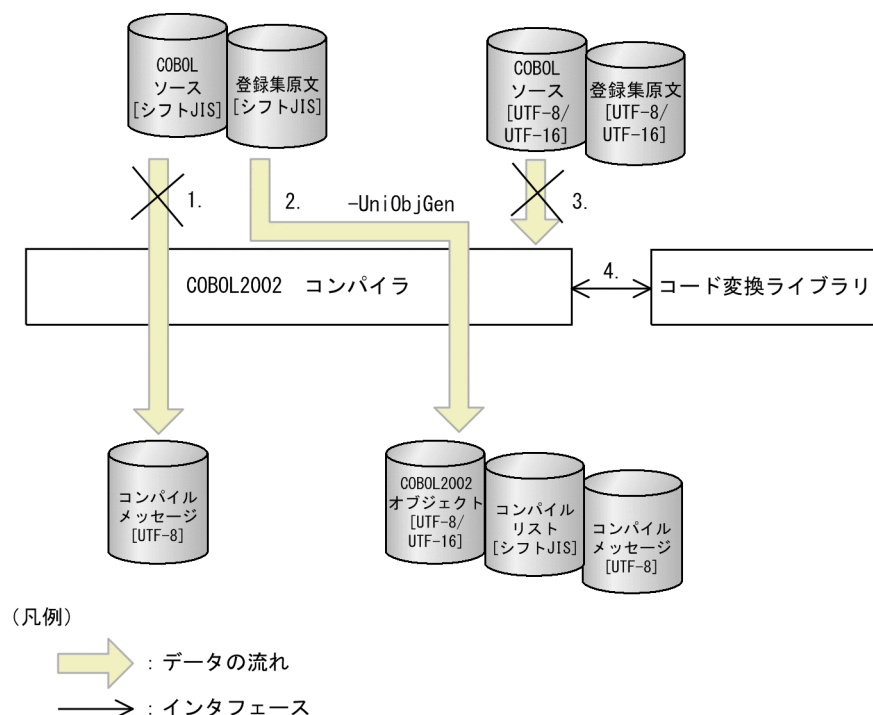 COBOL
ソース
[シフトJIS]
登録集原文
[シフトJIS]
COBOL
ソース
[UTF-8/
UTF-16]
登録集原文
[UTF-8/
UTF-16]
1.
2.
-UniObjGen
3.
COBOL2002 コンパイラ
4.
コード変換ライブラリ
コンパイル
メッセージ
[UTF-8]
COBOL2002
オブジェクト
[UTF-8/
UTF-16]
コンパイル
リスト
[シフトJIS]
コンパイル
メッセージ
[UTF-8]
(凡例)
：データの流れ
：インタフェース